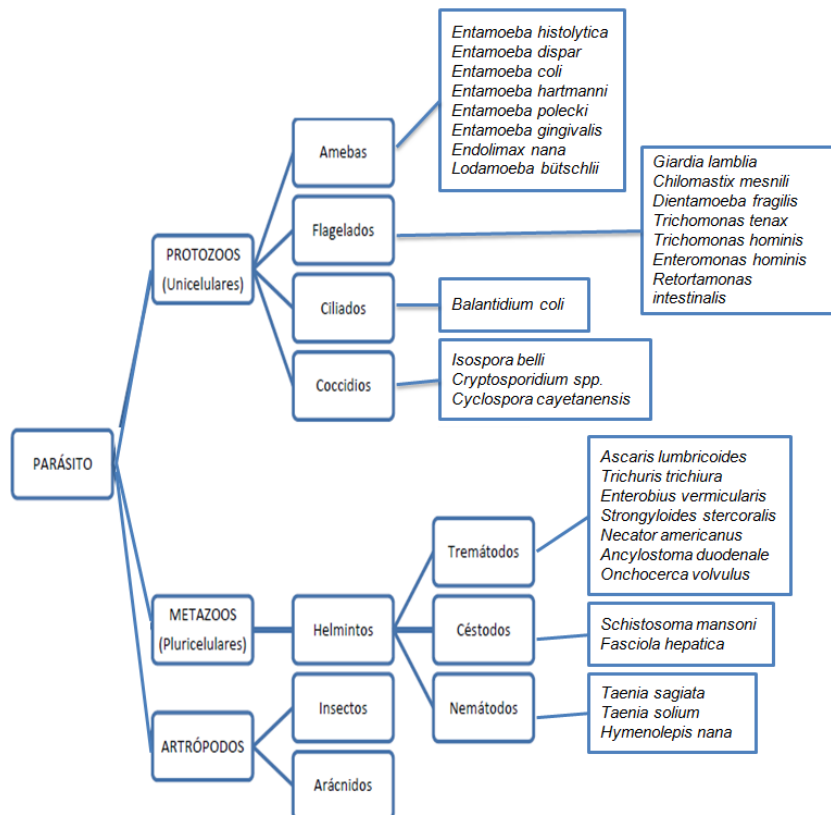 PARÁSITO
PROTOZOOS
(Unicelulares)
Amebas
Entamoeba histolytica
Entamoeba dispar
Entamoeba coli
Entamoeba hartmanni
Entamoeba polecki
Entamoeba gingivalis
Endolimax nana
Lodamoeba bütschlii
Flagelados
Giardia lamblia
Chilomastix mesnili
Dientamoeba fragilis
Trichomonas tenax
Trichomonas hominis
Enteromonas hominis
Retortamonas
intestinalis
Ciliados
Balantidium coli
Coccidios
Isospora belli
Cryptosporidium spp.
Cyclospora cayetanensis
METAZOOS
(Pluricelulares)
Helmintos
Tremátodos
Ascaris lumbricoides
Trichuris trichiura
Enterobius vermicularis
Strongyloides stercoralis
Necator americanus
Ancylostoma duodenale
Onchocerca volvulus
Céstodos
Schistosoma mansoni
Fasciola hepatica
Nemátodos
Taenia sagiata
Taenia solium
Hymenolepis nana
ARTRÓPODOS
Insectos
Arácnidos